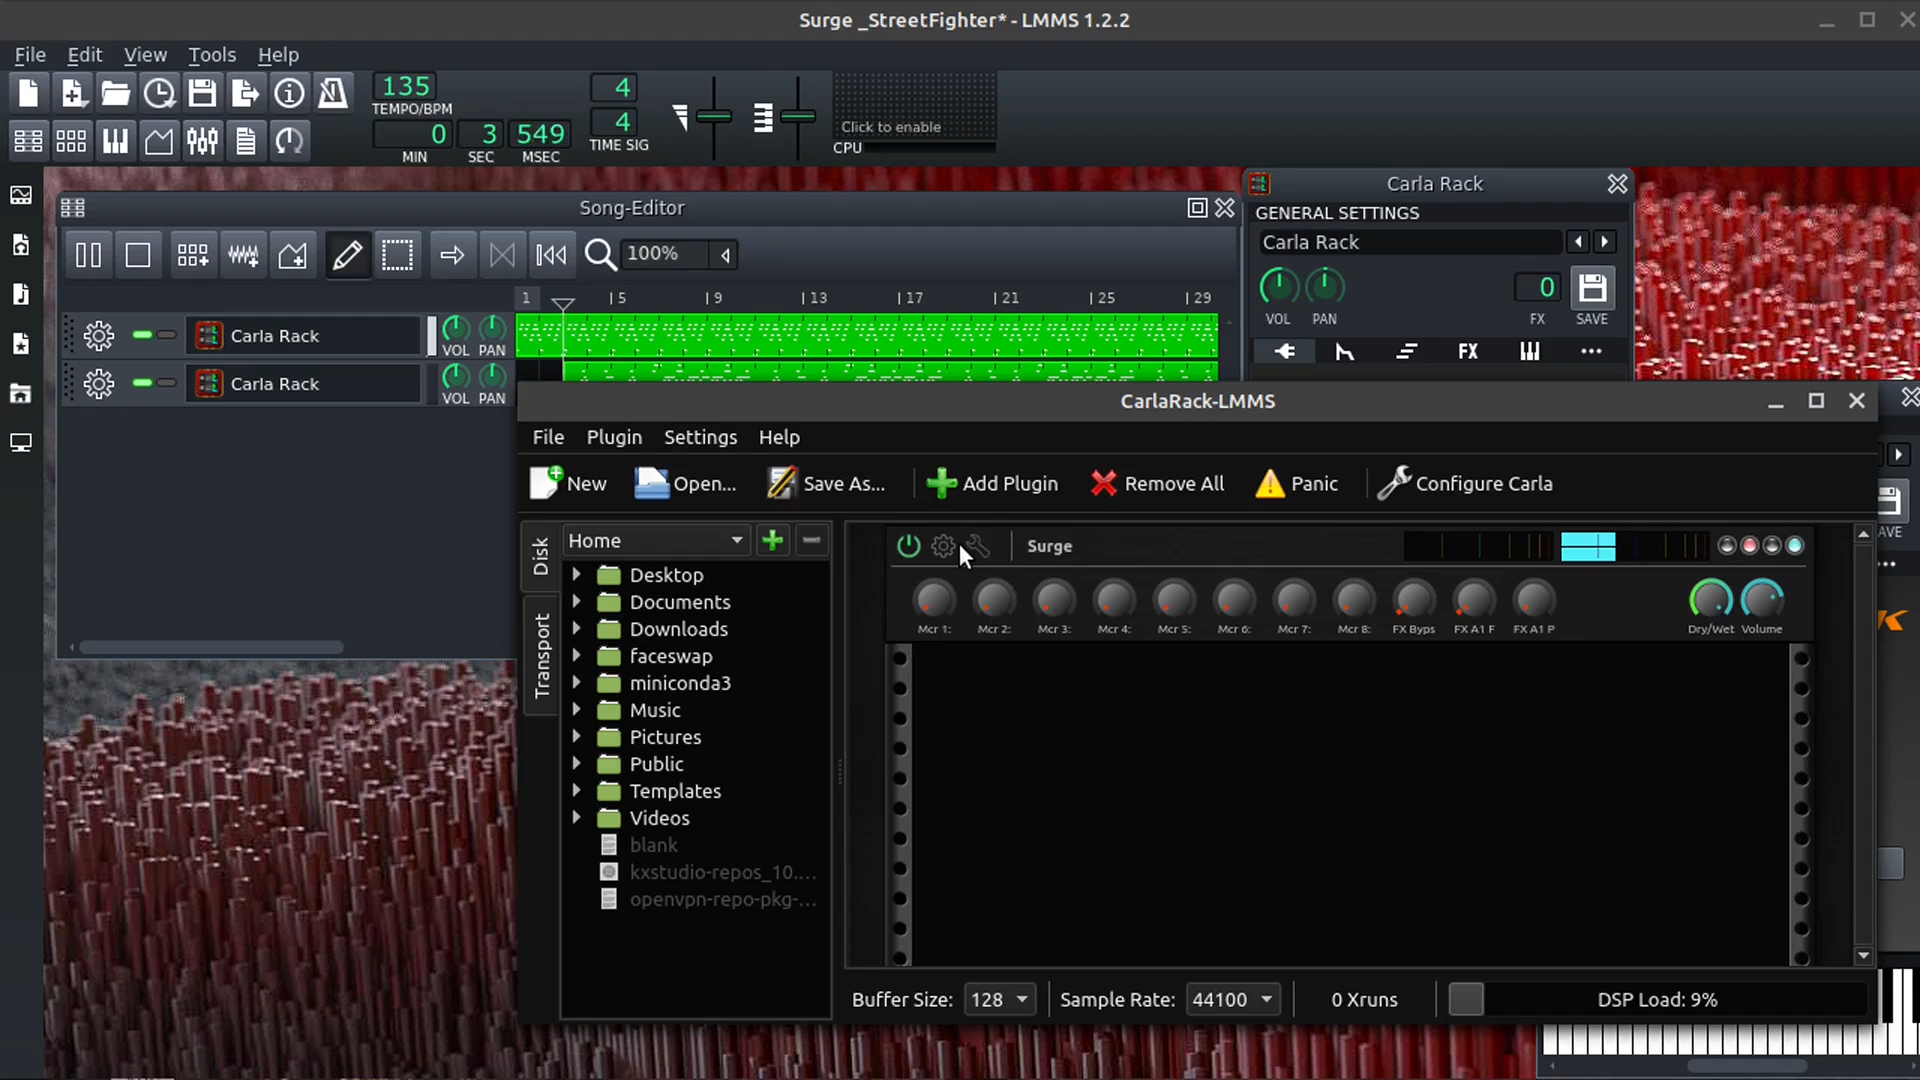 Surge _StreetFighter* - LMMS 1.2.2
File Edit View Tools Help
135
TEMPO/BPM
0 3 549
MIN SEC MSEC
4
4
TIME SIG
Click to enable
CPU
Song-Editor
100%
1 |5 |9 |13 |17 |21 |25 |29
Carla Rack
VOL PAN
Carla Rack
VOL PAN
Carla Rack
GENERAL SETTINGS
Carla Rack
0
VOL PAN FX SAVE
FX
CarlaRack-LMMS
File Plugin Settings Help
New Open... Save As... Add Plugin Remove All Panic Configure Carla
Disk
Transport
Home
Desktop
Documents
Downloads
faceswap
miniconda3
Music
Pictures
Public
Templates
Videos
blank
kxstudio-repos_10....
openvpn-repo-pkg-...
Surge
Mcr 1: Mcr 2: Mcr 3: Mcr 4: Mcr 5: Mcr 6: Mcr 7: Mcr 8: FX Byps FX A1 F FX A1 P Dry/Wet Volume
Buffer Size: 128 Sample Rate: 44100 0 Xruns DSP Load: 9%